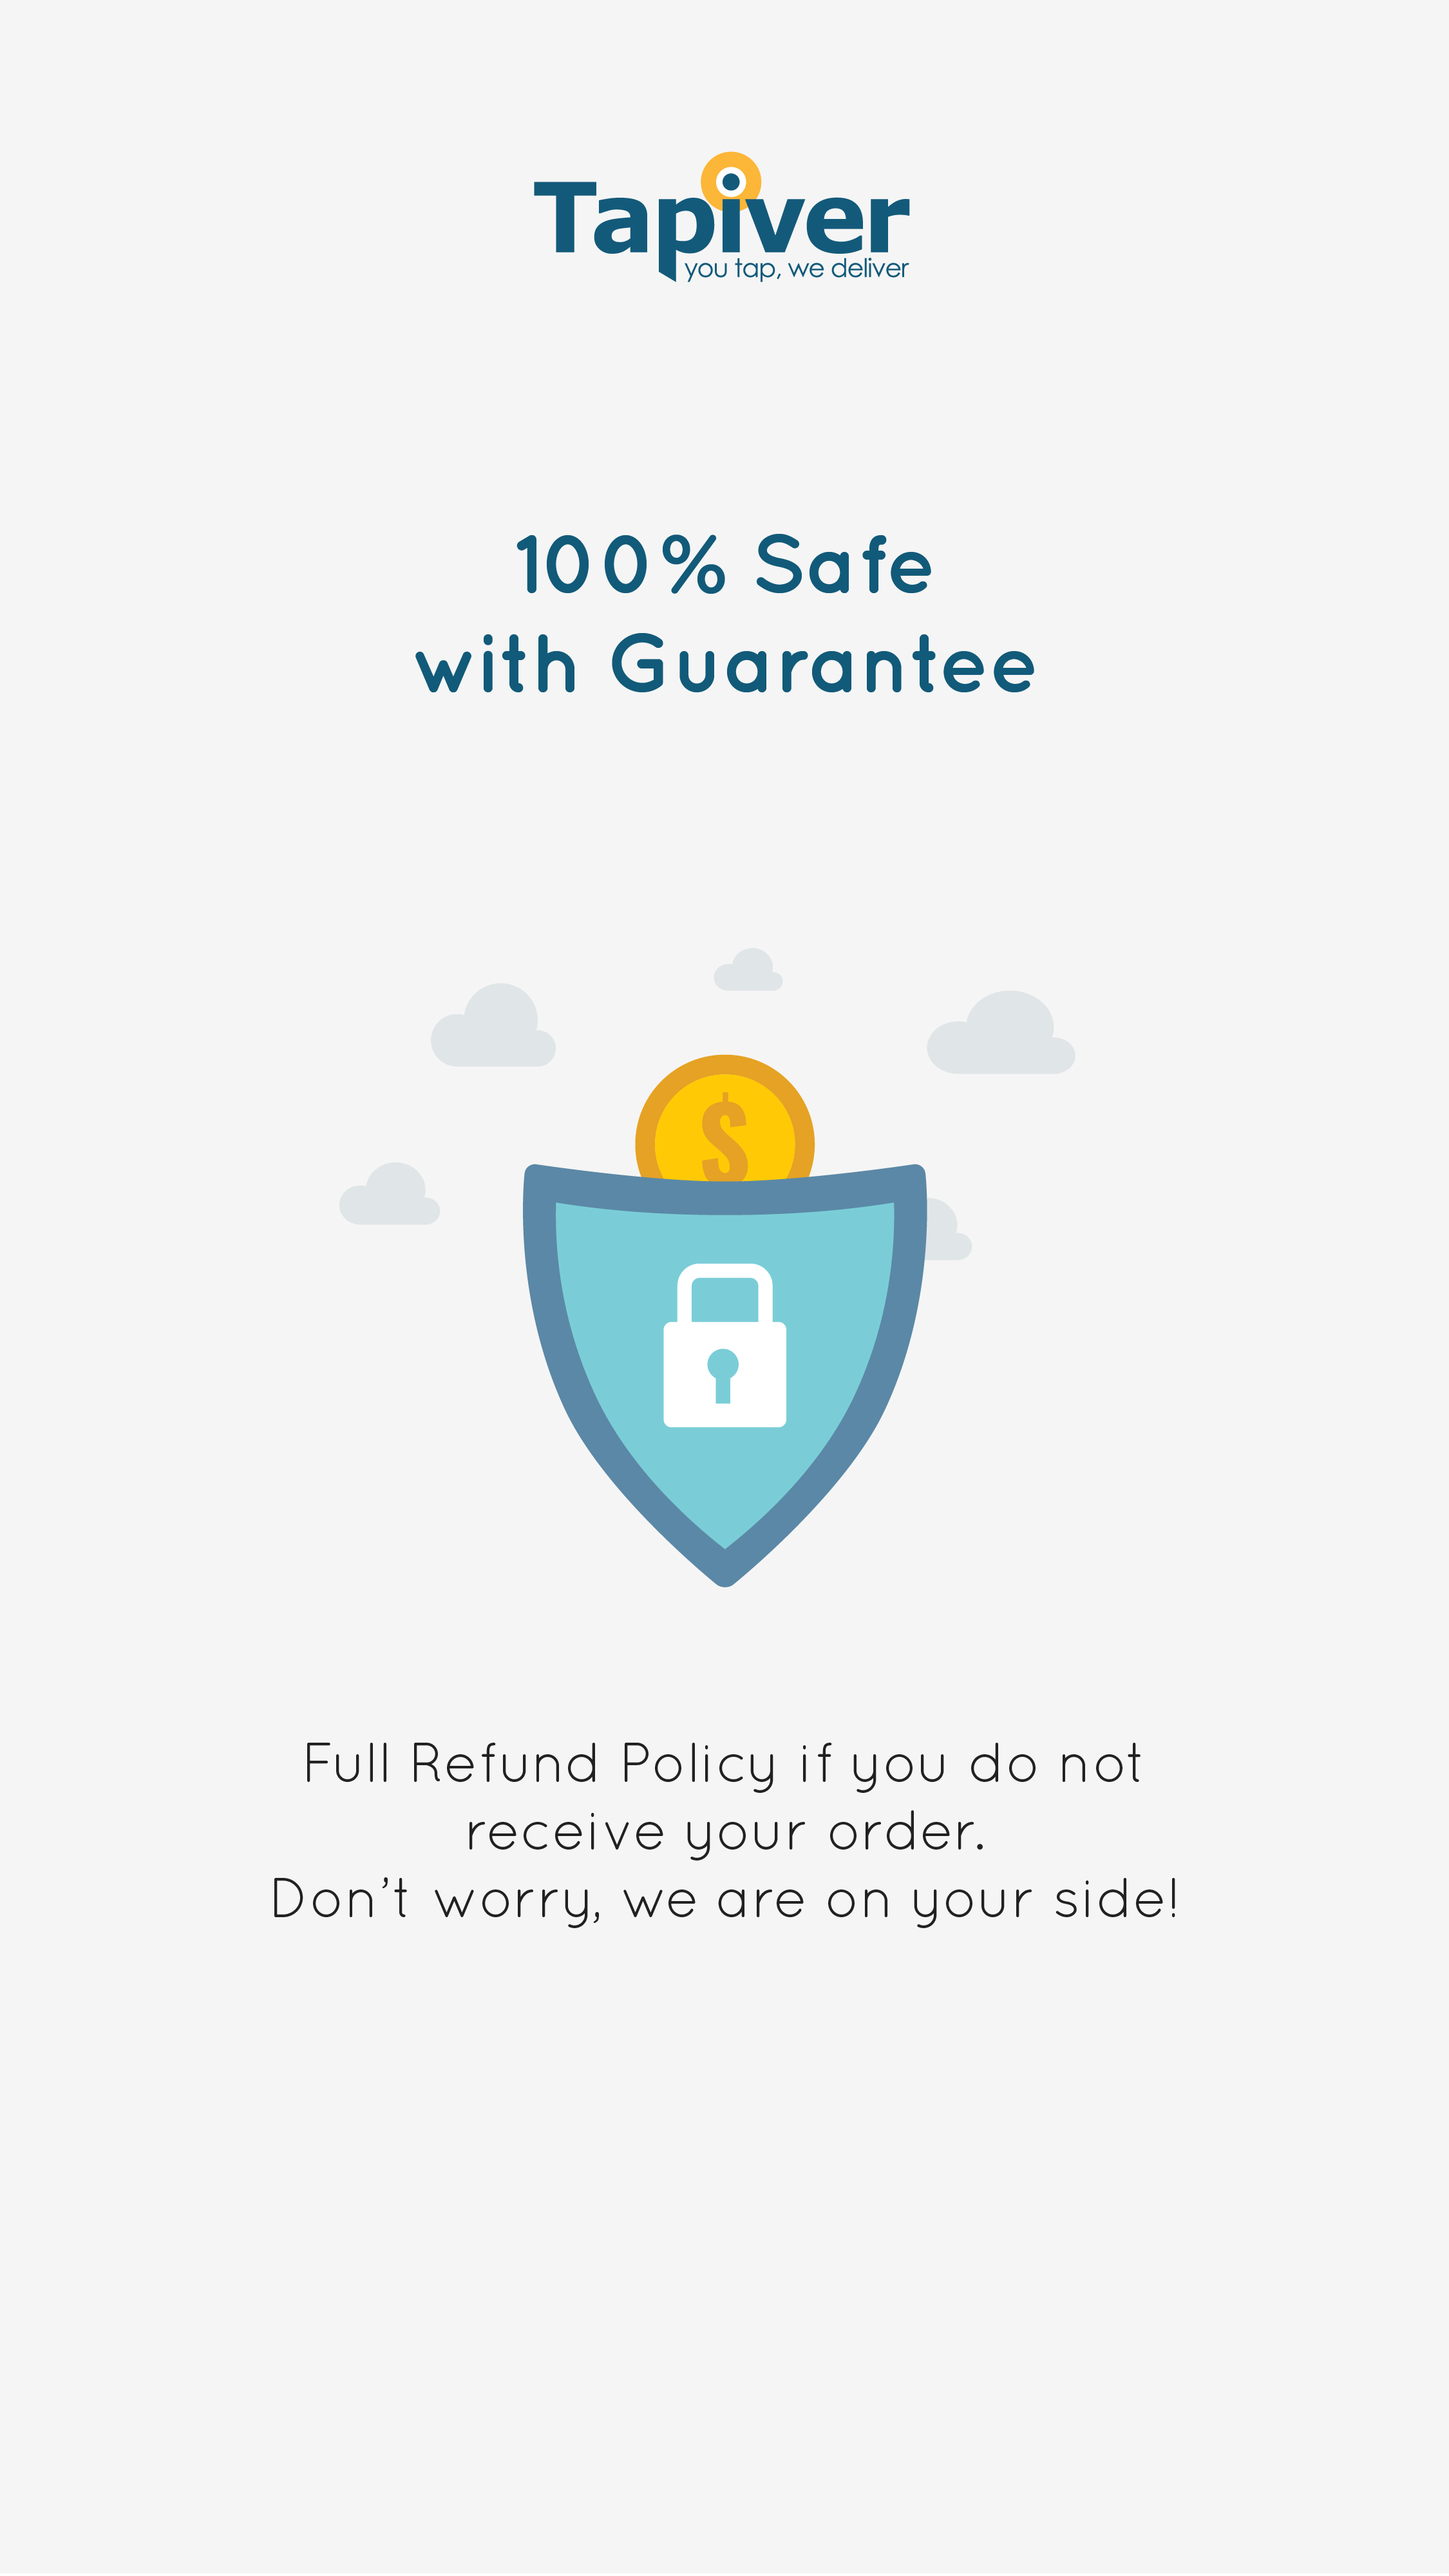 Tapiver
you tap, we deliver
100% Safe
with Guarantee
$
Full Refund Policy if you do not
receive your order.
Don’t worry, we are on your side!